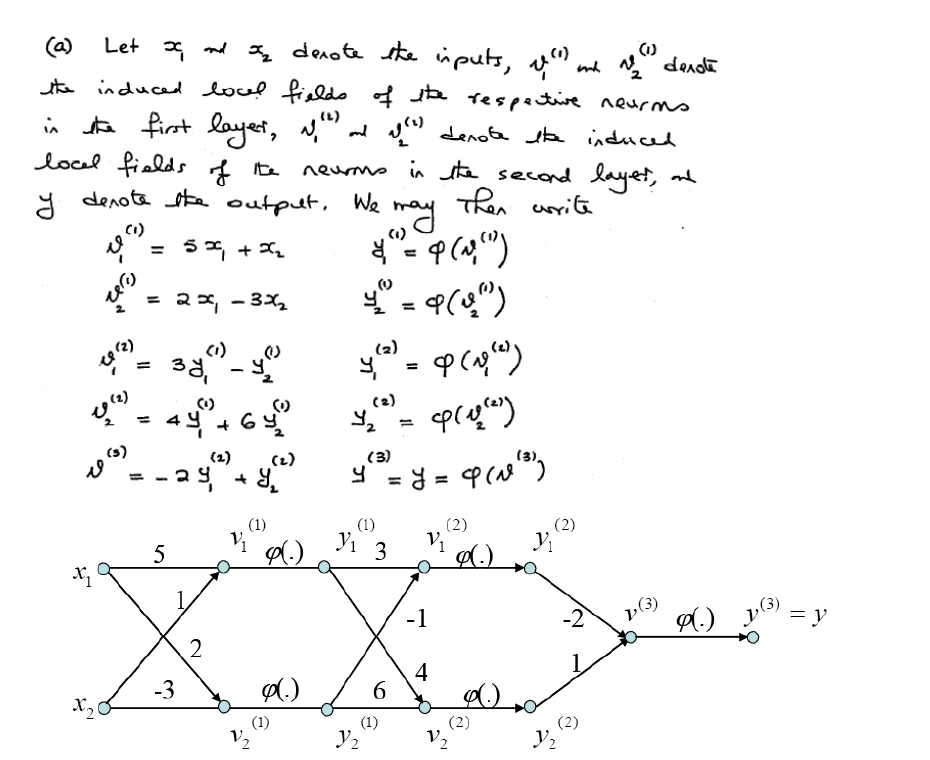 (a) Let x₁ and x₂ denote the inputs, v₁⁽¹⁾ and v₂⁽¹⁾ denote
the induced local fields of the respective neurons
in the first layer, v₁⁽²⁾ and v₂⁽²⁾ denote the induced
local fields of the neurons in the second layer, and
y denote the output. We may then write
v₁⁽¹⁾ = 5x₁ + x₂ y₁⁽¹⁾ = φ(v₁⁽¹⁾)
v₂⁽¹⁾ = 2x₁ - 3x₂ y₂⁽¹⁾ = φ(v₂⁽¹⁾)
v₁⁽²⁾ = 3y₁⁽¹⁾ - y₂⁽¹⁾ y₁⁽²⁾ = φ(v₁⁽²⁾)
v₂⁽²⁾ = 4y₁⁽¹⁾ + 6y₂⁽¹⁾ y₂⁽²⁾ = φ(v₂⁽²⁾)
v⁽³⁾ = -2y₁⁽²⁾ + y₂⁽²⁾ y⁽³⁾ = y = φ(v⁽³⁾)
x₁ 5 v₁⁽¹⁾ φ(.) y₁⁽¹⁾ 3 v₁⁽²⁾ φ(.) y₁⁽²⁾
1 -1 -2 v⁽³⁾ φ(.) y⁽³⁾ = y
2 4 1
x₂ -3 φ(.) 6 φ(.)
v₂⁽¹⁾ y₂⁽¹⁾ v₂⁽²⁾ y₂⁽²⁾